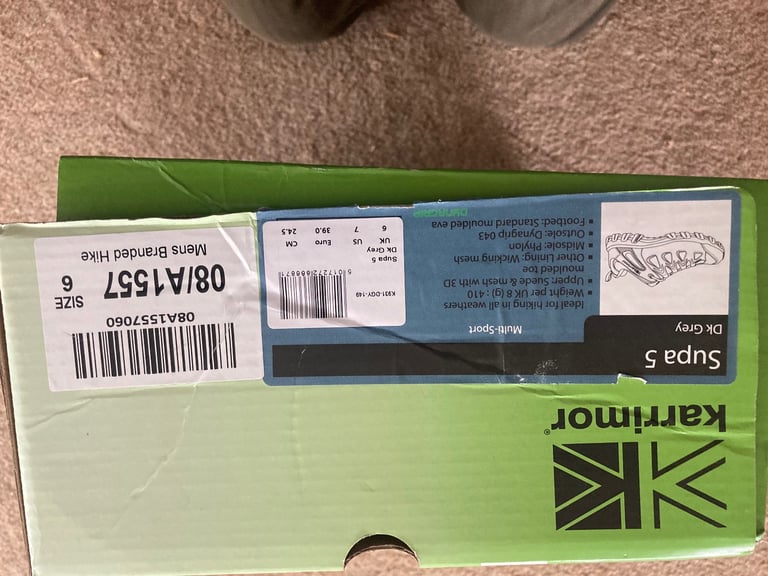 karrimor®
Supa 5
Dk Grey
Multi-Sport
Ideal for hiking in all weathers
Weight per UK 8 (g) : 410
Upper: Suede & mesh with 3D
moulded toe
Other Lining: Wicking mesh
Midsole: Phylon
Outsole: Dynagrip 043
Footbed: Standard moulded eva
DYNAGRIP
K931-DGY-149
Supa 5
Dk Grey
UK US Euro CM
6 7 39.0 24.5
08A1557060
08/A1557
SIZE
6
Mens Branded Hike